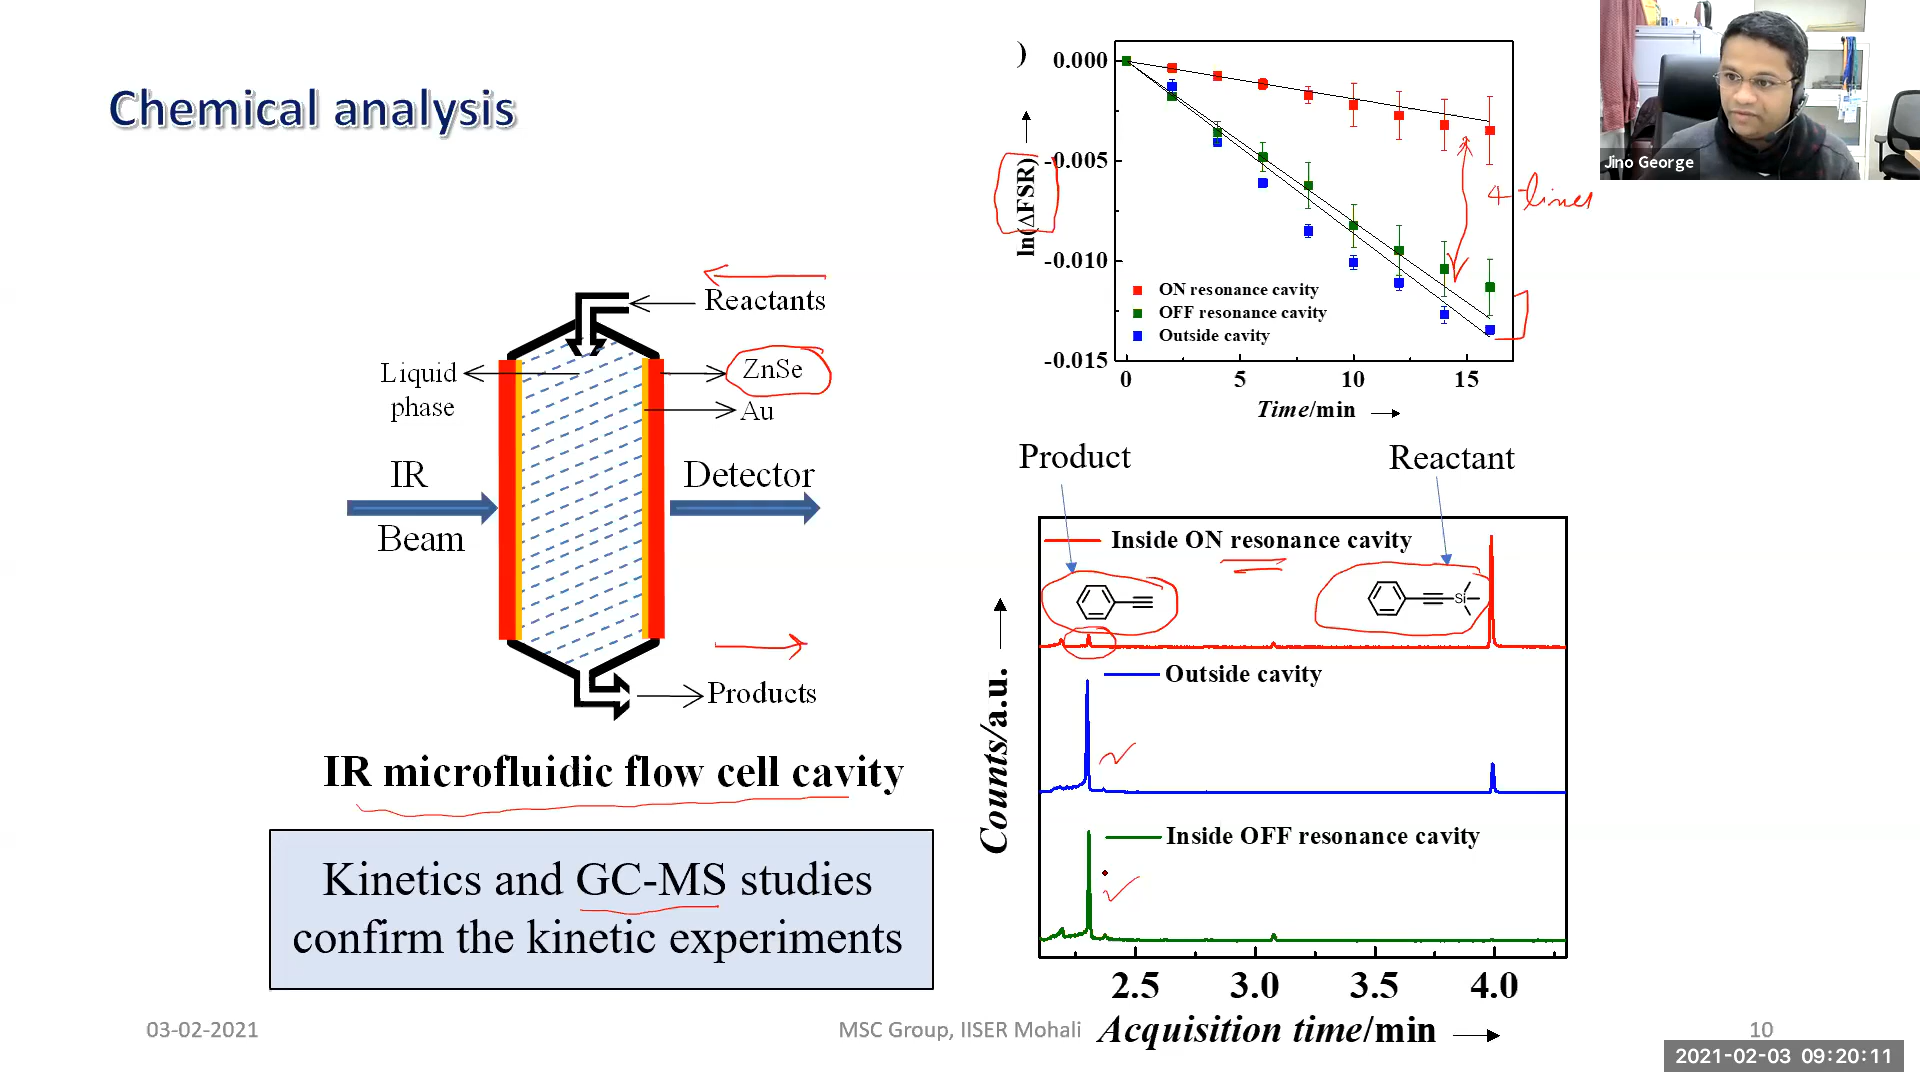 Chemical analysis
Reactants
Liquid
phase
ZnSe
Au
IR
Beam
Detector
Products
IR microfluidic flow cell cavity
Kinetics and GC-MS studies
confirm the kinetic experiments
)
ln(ΔFSR)
0.000
-0.005
-0.010
-0.015
ON resonance cavity
OFF resonance cavity
Outside cavity
0 5 10 15
Time/min
Jino George
Product
Reactant
Inside ON resonance cavity
Si
Outside cavity
Inside OFF resonance cavity
Counts/a.u.
2.5 3.0 3.5 4.0
Acquisition time/min
03-02-2021
MSC Group, IISER Mohali
10
2021-02-03 09:20:11